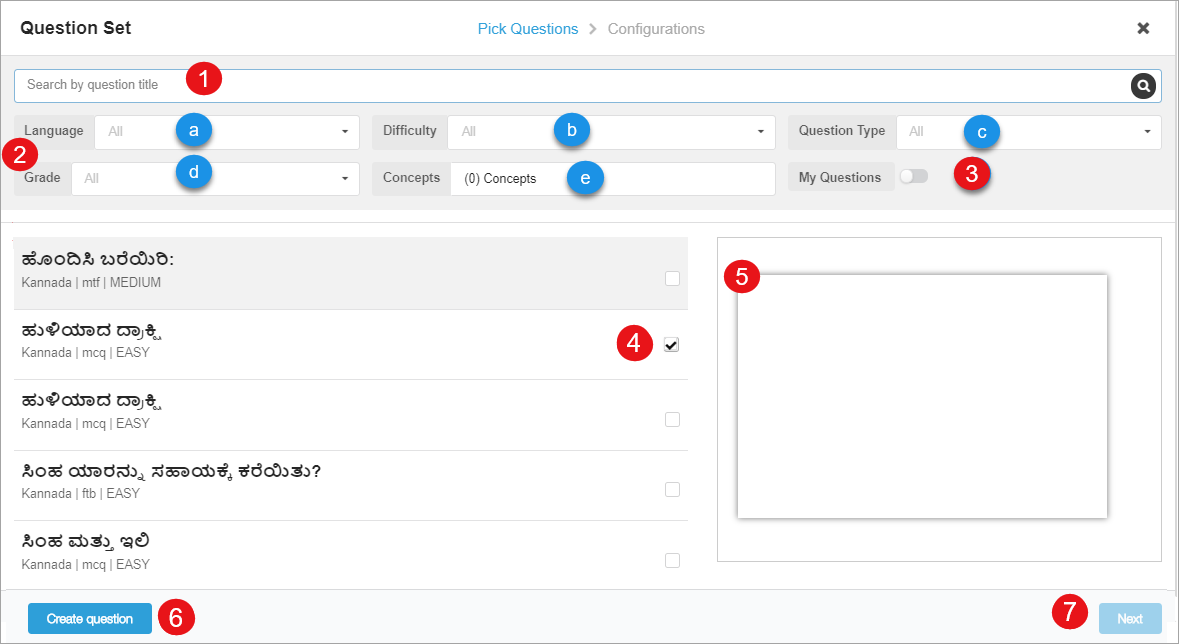 Question Set
Pick Questions > Configurations
Search by question title 1
Language All a Difficulty All b Question Type All c
2
Grade All d Concepts (0) Concepts e My Questions 3
ಹೊಂದಿಸಿ ಬರೆಯಿರಿ:
Kannada | mtf | MEDIUM
5
ಹುಳಿಯಾದ ದ್ರಾಕ್ಷಿ
4
Kannada | mcq | EASY
ಹುಳಿಯಾದ ದ್ರಾಕ್ಷಿ
Kannada | mcq | EASY
ಸಿಂಹ ಯಾರನ್ನು ಸಹಾಯಕ್ಕೆ ಕರೆಯಿತು?
Kannada | ftb | EASY
ಸಿಂಹ ಮತ್ತು ಇಲಿ
Kannada | mcq | EASY
Create question 6 7 Next